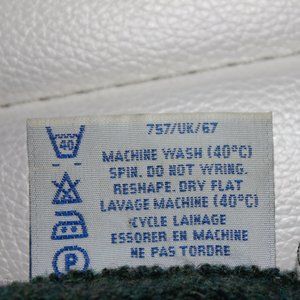 757/UK/67
40
MACHINE WASH (40°C)
SPIN. DO NOT WRING.
RESHAPE. DRY FLAT
LAVAGE MACHINE (40°C)
CYCLE LAINAGE
ESSORER EN MACHINE
NE PAS TORDRE
P